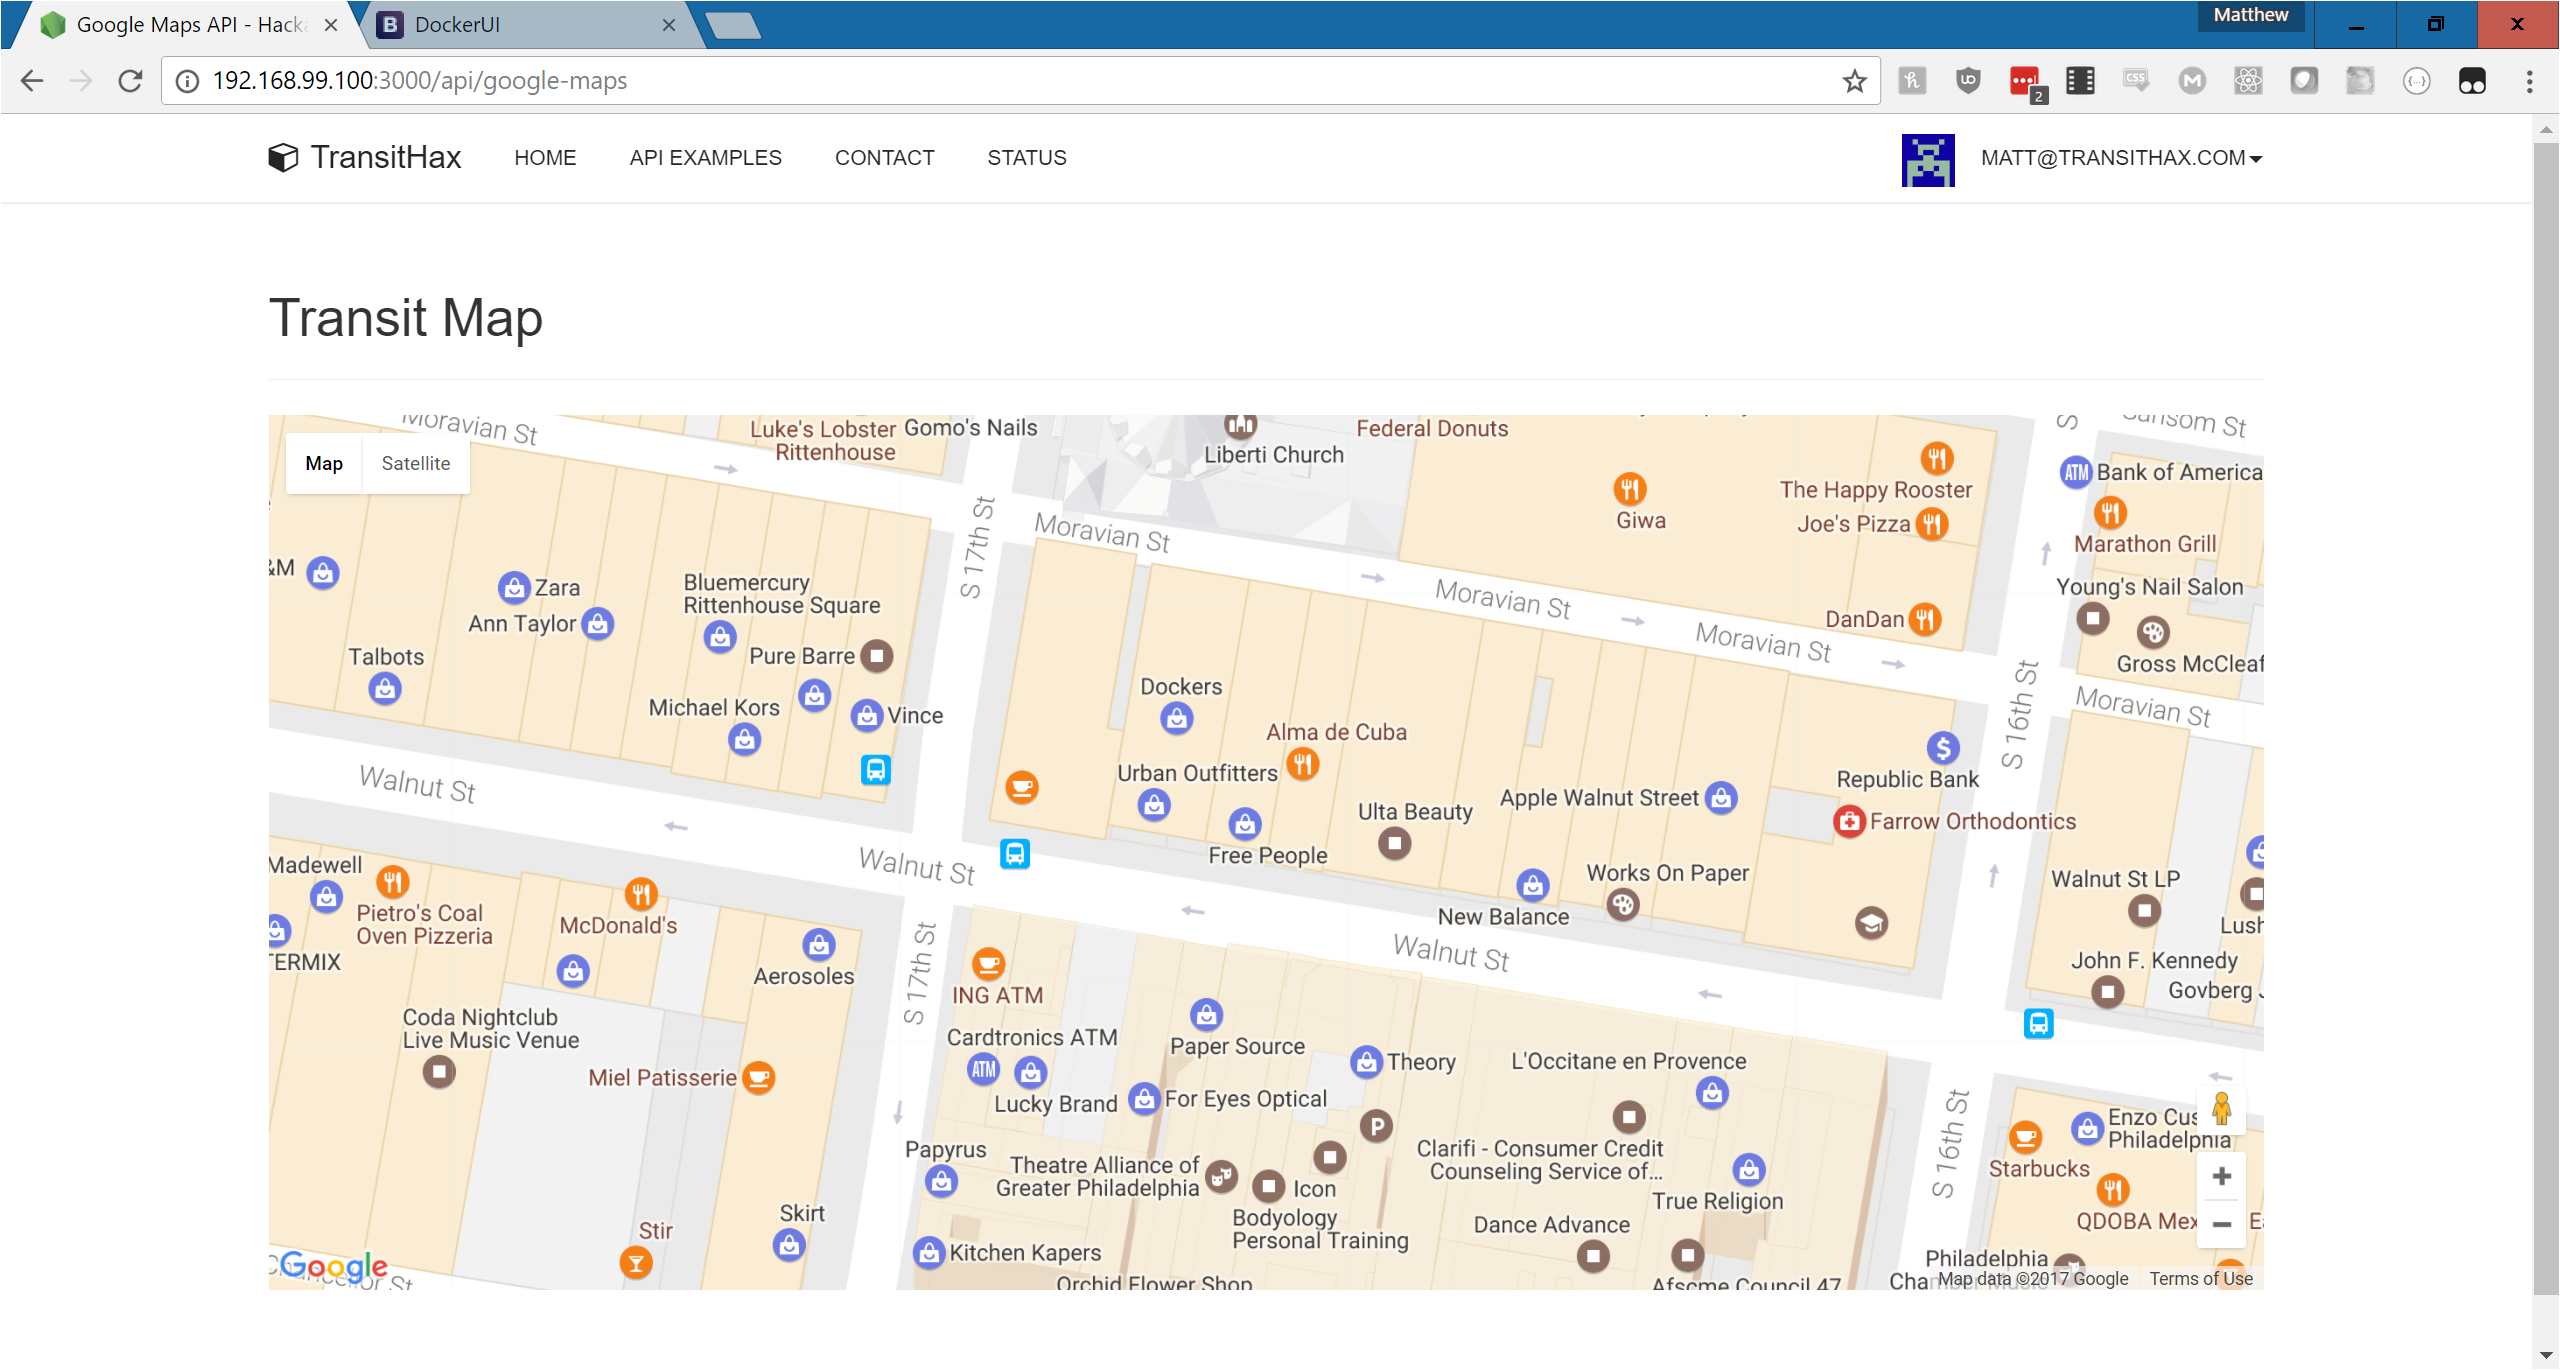 Google Maps API - Hack
DockerUI
Matthew
192.168.99.100:3000/api/google-maps
2
TransitHax
HOME
API EXAMPLES
CONTACT
STATUS
MATT@TRANSITHAX.COM
Transit Map
Map
Satellite
Moravian St
Luke's Lobster
Rittenhouse
Gomo's Nails
Liberti Church
Federal Donuts
S
Sansom St
ATM
Bank of America
Giwa
The Happy Rooster
Joe's Pizza
Marathon Grill
S 17th St
Moravian St
Moravian St
Moravian St
Young's Nail Salon
DanDan
Gross McCleaf
&M
Zara
Ann Taylor
Bluemercury
Rittenhouse Square
Pure Barre
Talbots
Michael Kors
Vince
Dockers
Alma de Cuba
Urban Outfitters
Free People
Ulta Beauty
Apple Walnut Street
Republic Bank
S 16th St
Moravian St
Farrow Orthodontics
Walnut St
Walnut St
Walnut St
Works On Paper
New Balance
Walnut St LP
Lush
John F. Kennedy
Govberg J
Madewell
Pietro's Coal
Oven Pizzeria
McDonald's
TERMIX
Aerosoles
S 17th St
ING ATM
Coda Nightclub
Live Music Venue
Cardtronics ATM
ATM
Paper Source
Theory
L'Occitane en Provence
Miel Patisserie
Lucky Brand
For Eyes Optical
P
Clarifi - Consumer Credit
Counseling Service of...
Papyrus
Theatre Alliance of
Greater Philadelphia
Icon
Bodyology
Personal Training
True Religion
Dance Advance
S 16th St
Enzo Cus
Philadelphia
Starbucks
QDOBA Mex
Skirt
Stir
Kitchen Kapers
Orchid Flower Shop
Afscme Council 47
Philadelphia
Chamber Music
Chancellor St
Google
Map data ©2017 Google
Terms of Use